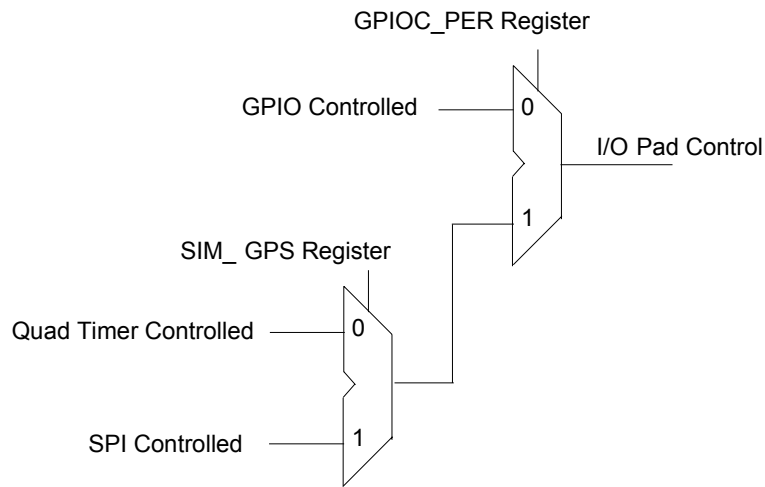 GPIOC_PER Register
GPIO Controlled
0
I/O Pad Control
1
SIM_ GPS Register
Quad Timer Controlled
0
SPI Controlled
1